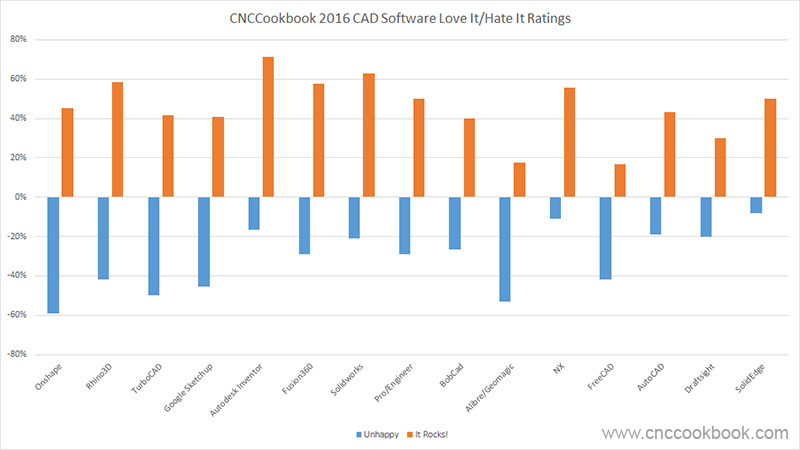 CNCCookbook 2016 CAD Software Love It/Hate It Ratings
80%
60%
40%
20%
0%
-20%
-40%
-60%
-80%
Onshape
Rhino3D
TurboCAD
Google Sketchup
Autodesk Inventor
Fusion360
Solidworks
Pro/Engineer
BobCad
Alibre/Geomagic
NX
FreeCAD
AutoCAD
Draftsight
SolidEdge
Unhappy
It Rocks!
www.cnccookbook.com